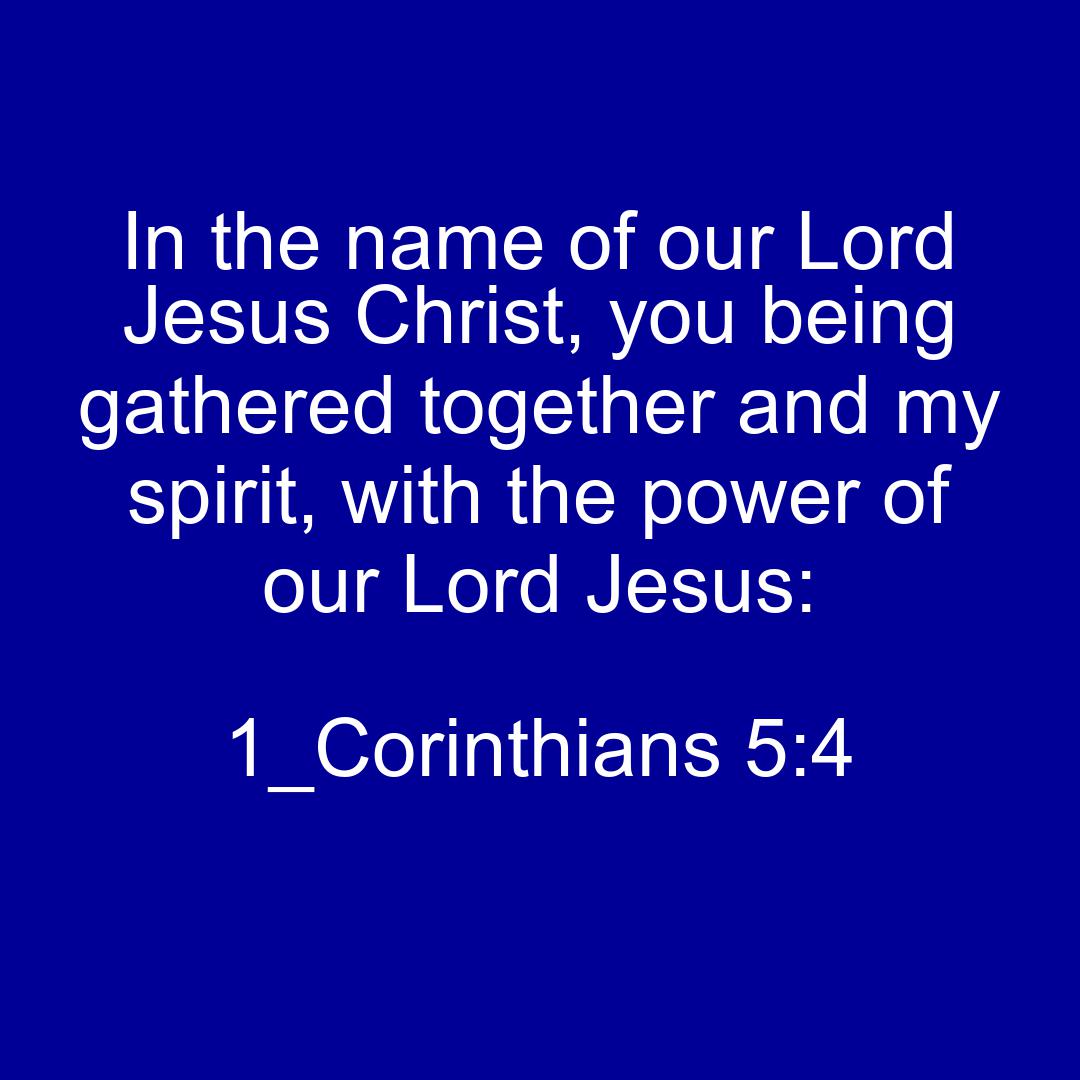 In the name of our Lord
Jesus Christ, you being
gathered together and my
spirit, with the power of
our Lord Jesus:
1_Corinthians 5:4